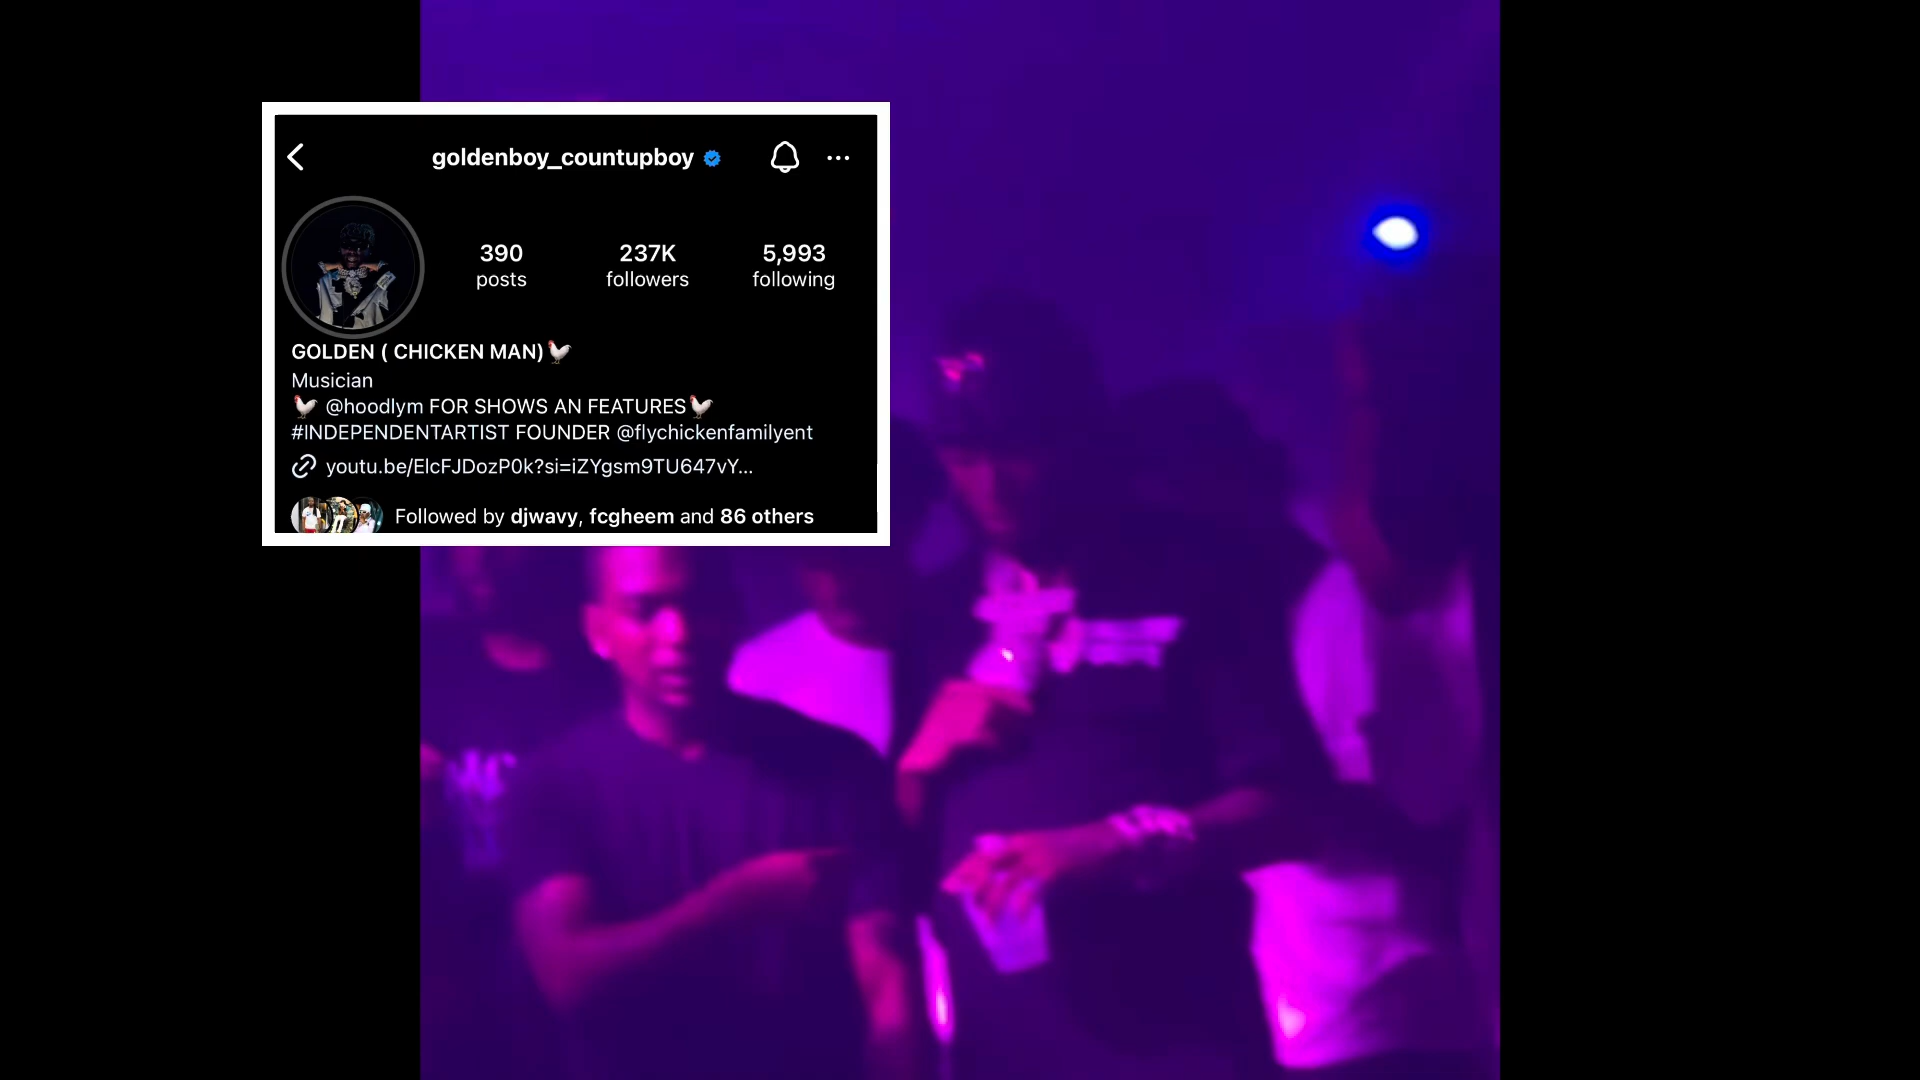 goldenboy_countupboy
390 237K 5,993
posts followers following
GOLDEN ( CHICKEN MAN)🐓
Musician
🐓 @hoodlym FOR SHOWS AN FEATURES🐓
#INDEPENDENTARTIST FOUNDER @flychickenfamilyent
youtu.be/ElcFJDozP0k?si=iZYgsm9TU647vY...
Followed by djwavy, fcgheem and 86 others